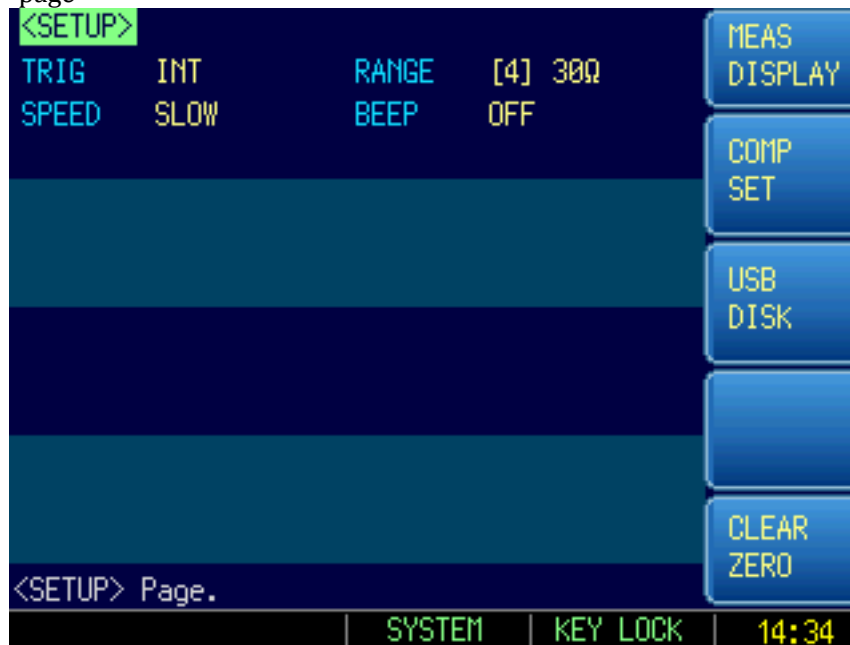 page
<SETUP>
TRIG INT RANGE [4] 30Ω
SPEED SLOW BEEP OFF
MEAS
DISPLAY
COMP
SET
USB
DISK
CLEAR
ZERO
<SETUP> Page.
SYSTEM | KEY LOCK | 14:34